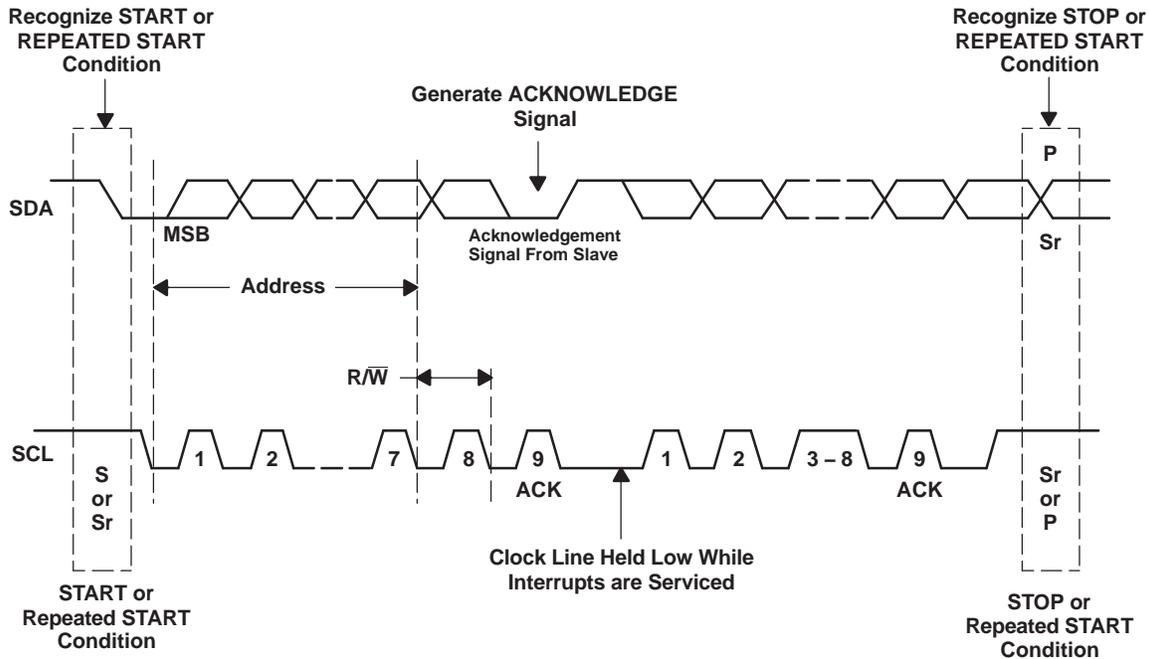 Recognize START or
REPEATED START
Condition
Recognize STOP or
REPEATED START
Condition
Generate ACKNOWLEDGE
Signal
P
SDA
MSB
Acknowledgement
Signal From Slave
Sr
Address
R/W̅
SCL
1
2
7
8
9
1
2
3 – 8
9
ACK
ACK
S
or
Sr
Sr
or
P
Clock Line Held Low While
Interrupts are Serviced
START or
Repeated START
Condition
STOP or
Repeated START
Condition